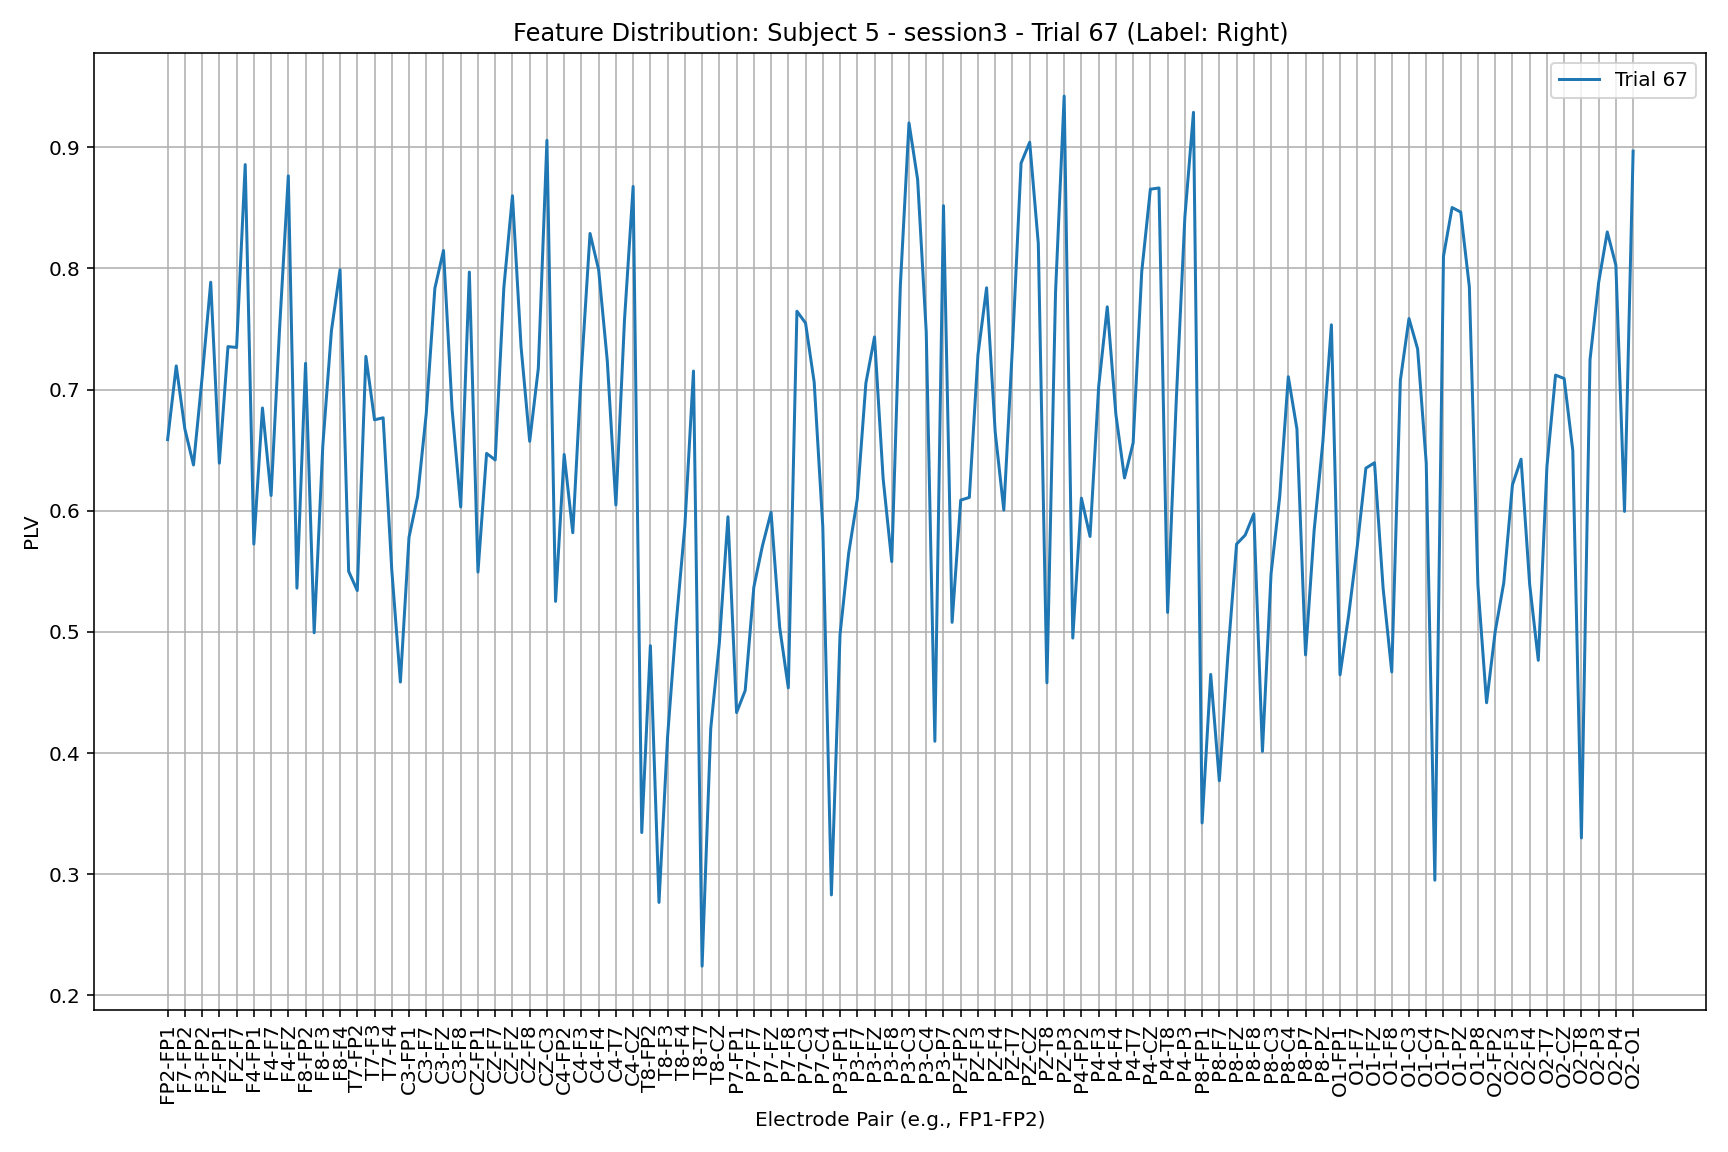 Feature Distribution: Subject 5 - session3 - Trial 67 (Label: Right)
Trial 67
PLV
0.9
0.8
0.7
0.6
0.5
0.4
0.3
0.2
FP2-FP1
F7-FP2
F3-FP2
FZ-FP1
FZ-F7
F4-FP1
F4-F7
F4-FZ
F8-FP2
F8-F3
F8-F4
T7-FP2
T7-F3
T7-F4
C3-FP1
C3-F7
C3-FZ
C3-F8
CZ-FP1
CZ-F7
CZ-FZ
CZ-F8
CZ-C3
C4-FP2
C4-F3
C4-F4
C4-T7
C4-CZ
T8-FP2
T8-F3
T8-F4
T8-T7
T8-CZ
P7-FP1
P7-F7
P7-FZ
P7-F8
P7-C3
P7-C4
P3-FP1
P3-F7
P3-FZ
P3-F8
P3-C3
P3-C4
P3-P7
PZ-FP2
PZ-F3
PZ-F4
PZ-T7
PZ-CZ
PZ-T8
PZ-P3
P4-FP2
P4-F3
P4-F4
P4-T7
P4-CZ
P4-T8
P4-P3
P8-FP1
P8-F7
P8-FZ
P8-F8
P8-C3
P8-C4
P8-P7
P8-PZ
O1-FP1
O1-F7
O1-FZ
O1-F8
O1-C3
O1-C4
O1-P7
O1-PZ
O1-P8
O2-FP2
O2-F3
O2-F4
O2-T7
O2-CZ
O2-T8
O2-P3
O2-P4
O2-O1
Electrode Pair (e.g., FP1-FP2)